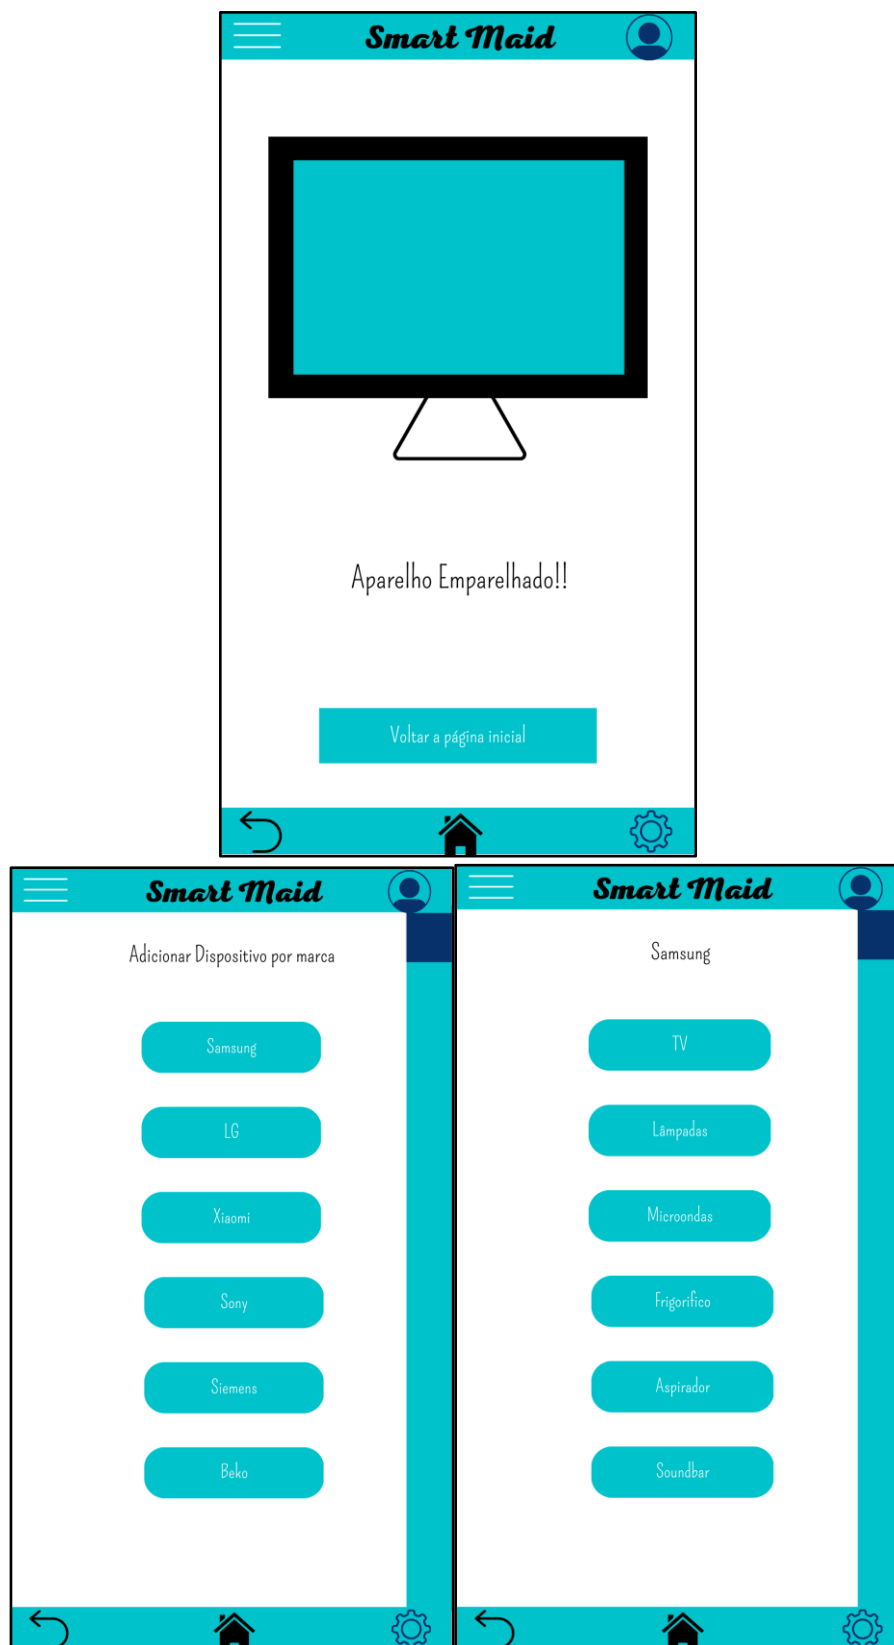 Smart Maid
Aparelho Emparelhado!!
Voltar a página inicial
Smart Maid
Adicionar Dispositivo por marca
Samsung
LG
Xiaomi
Sony
Siemens
Beko
Smart Maid
Samsung
TV
Lâmpadas
Microondas
Frigorifico
Aspirador
Soundbar